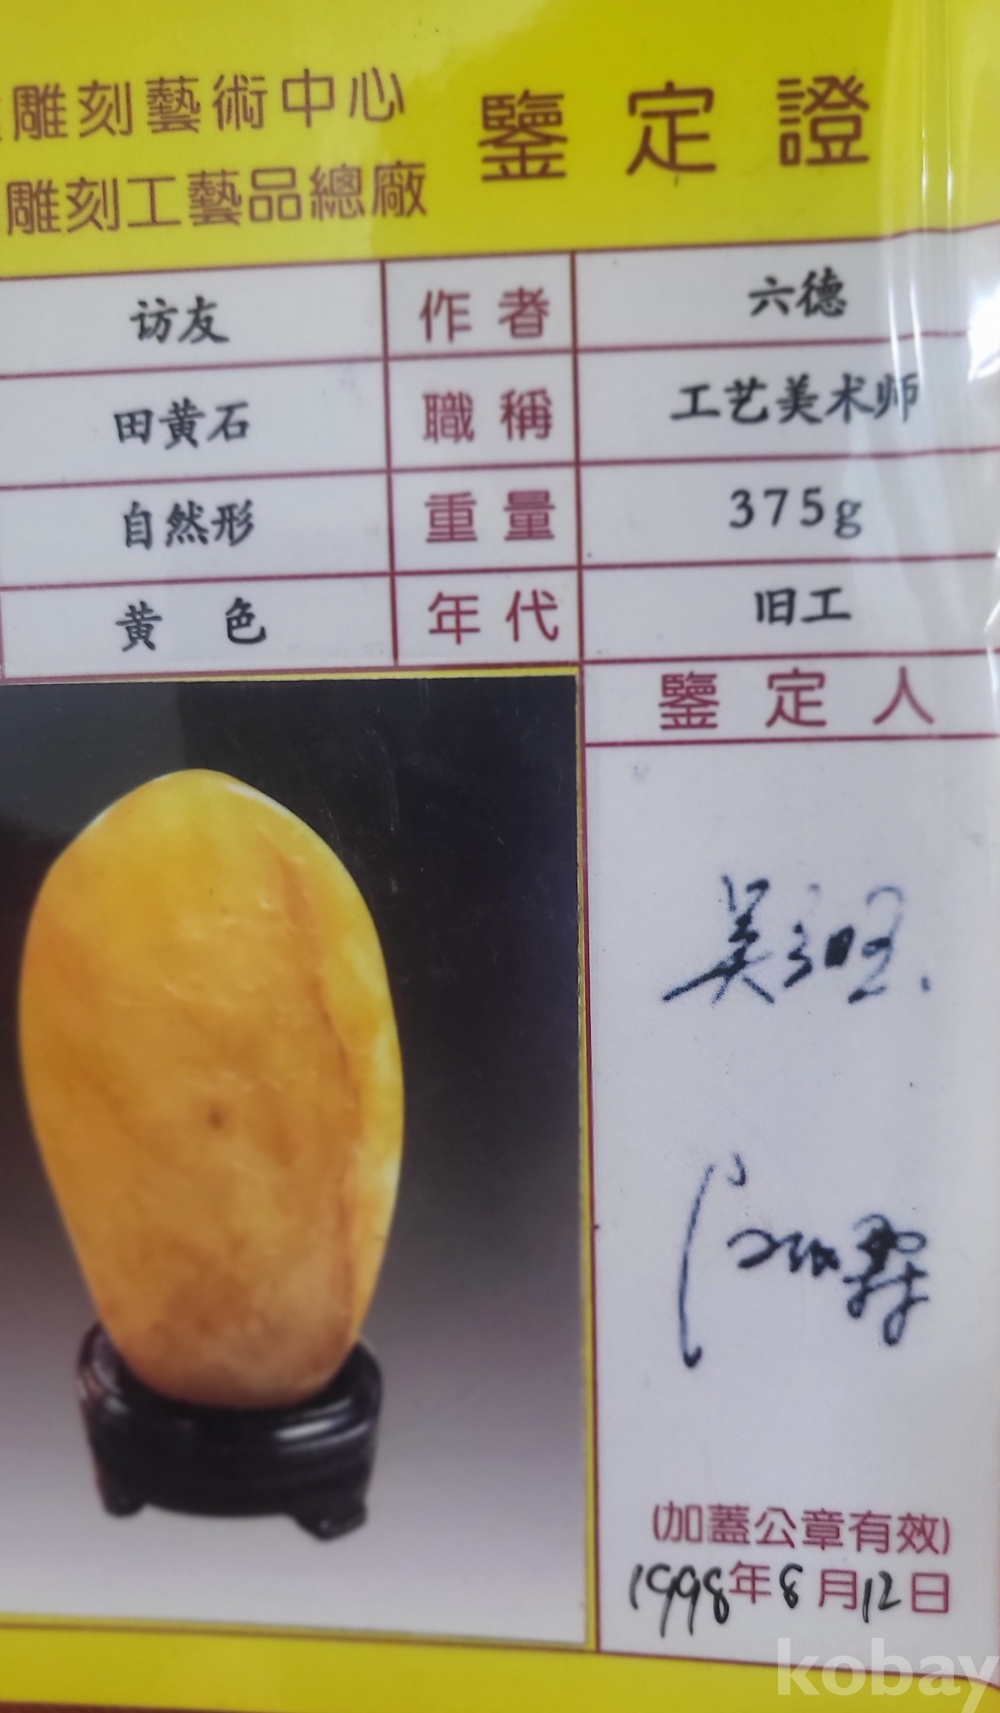 雕刻藝術中心
雕刻工藝品總廠
鑒定證
访友 作者 六德
田黄石 職稱 工艺美术师
自然形 重量 375g
黄色 年代 旧工
鑒定人
(加蓋公章有效)
1998年8月12日
kobay